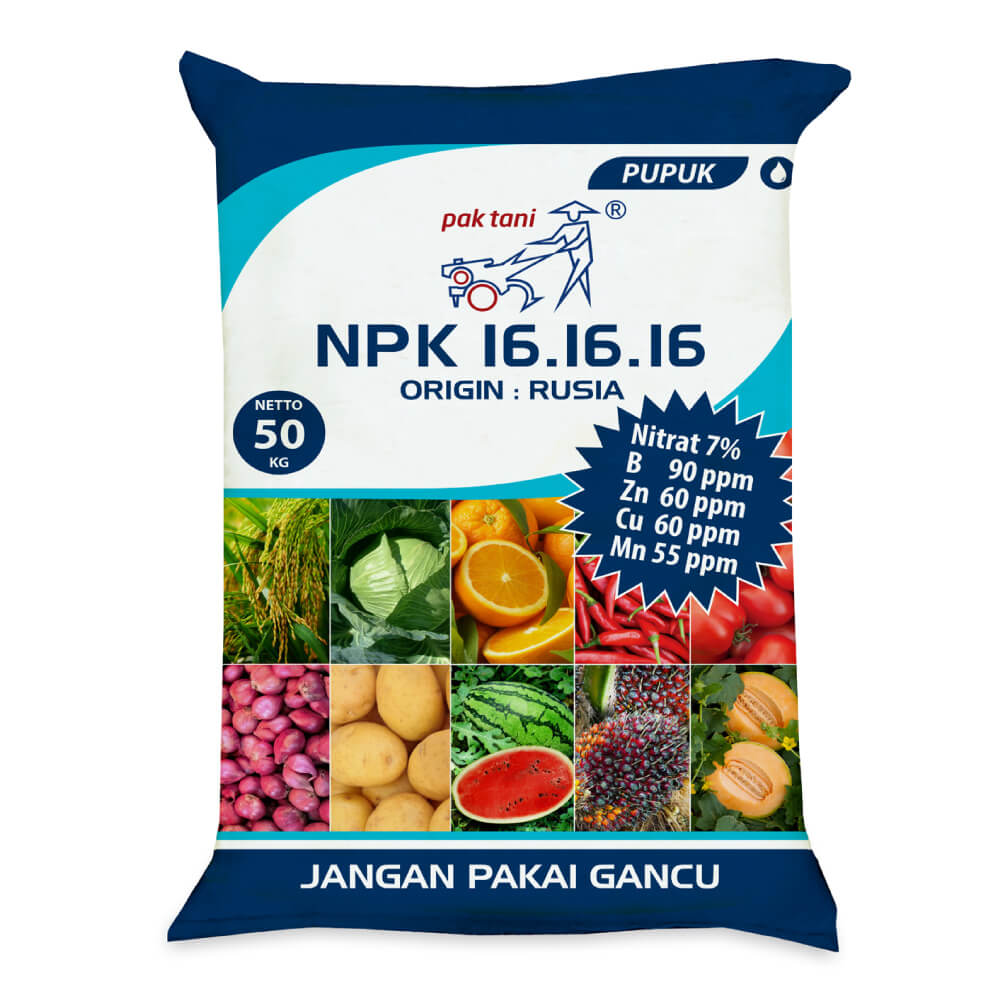 PUPUK
pak tani ®
NPK 16.16.16
ORIGIN : RUSIA
NETTO
50
KG
Nitrat 7%
B 90 ppm
Zn 60 ppm
Cu 60 ppm
Mn 55 ppm
JANGAN PAKAI GANCU